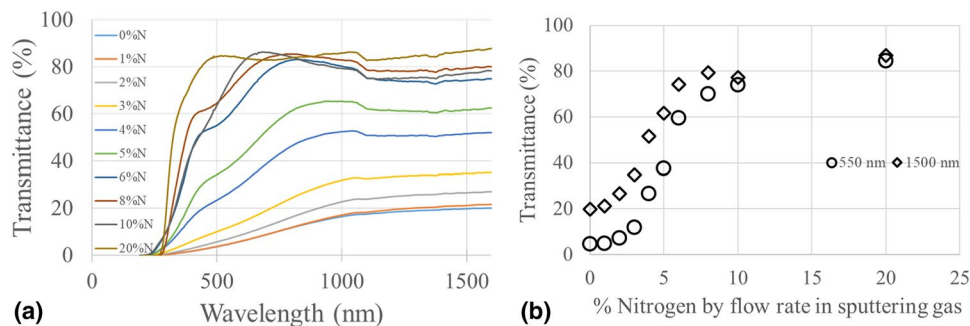 100
80
60
40
20
0
Transmittance (%)
0%N
1%N
2%N
3%N
4%N
5%N
6%N
8%N
10%N
20%N
0 500 1000 1500
Wavelength (nm)
(a)
100
80
60
40
20
0
Transmittance (%)
550 nm 1500 nm
0 5 10 15 20 25
% Nitrogen by flow rate in sputtering gas
(b)